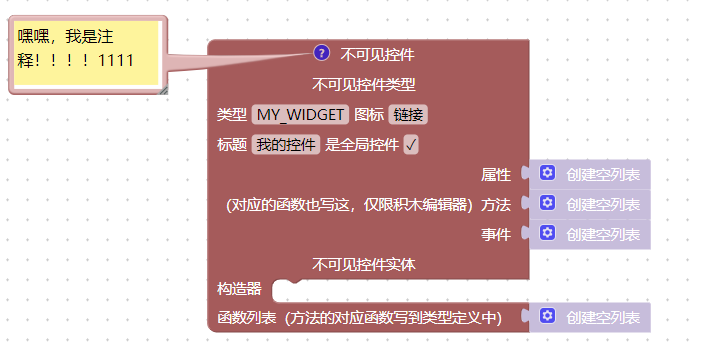 嘿嘿，我是注
释！！！！1111
? 不可见控件
不可见控件类型
类型 MY_WIDGET 图标 链接
标题 我的控件 是全局控件 ✓
属性 创建空列表
(对应的函数也写这，仅限积木编辑器) 方法 创建空列表
事件 创建空列表
不可见控件实体
构造器
函数列表（方法的对应函数写到类型定义中） 创建空列表